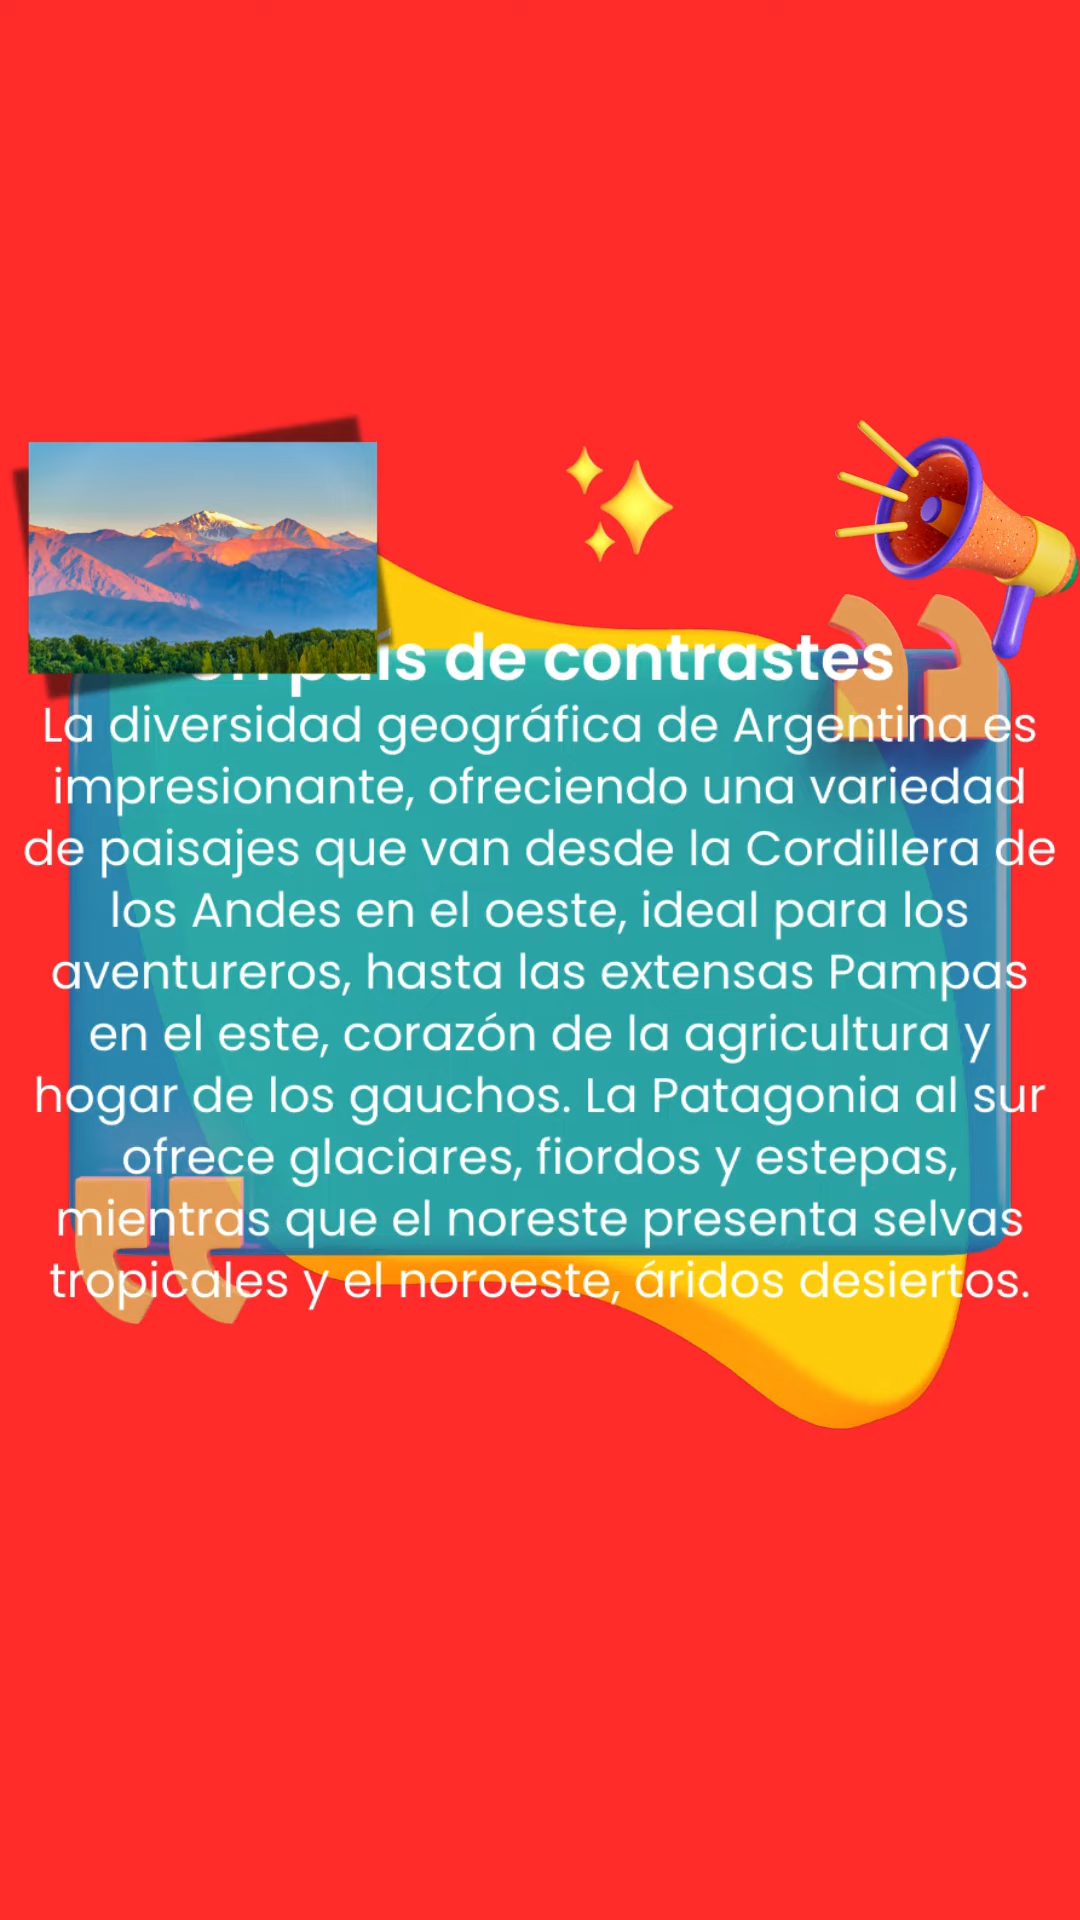 Un país de contrastes
La diversidad geográfica de Argentina es
impresionante, ofreciendo una variedad
de paisajes que van desde la Cordillera de
los Andes en el oeste, ideal para los
aventureros, hasta las extensas Pampas
en el este, corazón de la agricultura y
hogar de los gauchos. La Patagonia al sur
ofrece glaciares, fiordos y estepas,
mientras que el noreste presenta selvas
tropicales y el noroeste, áridos desiertos.